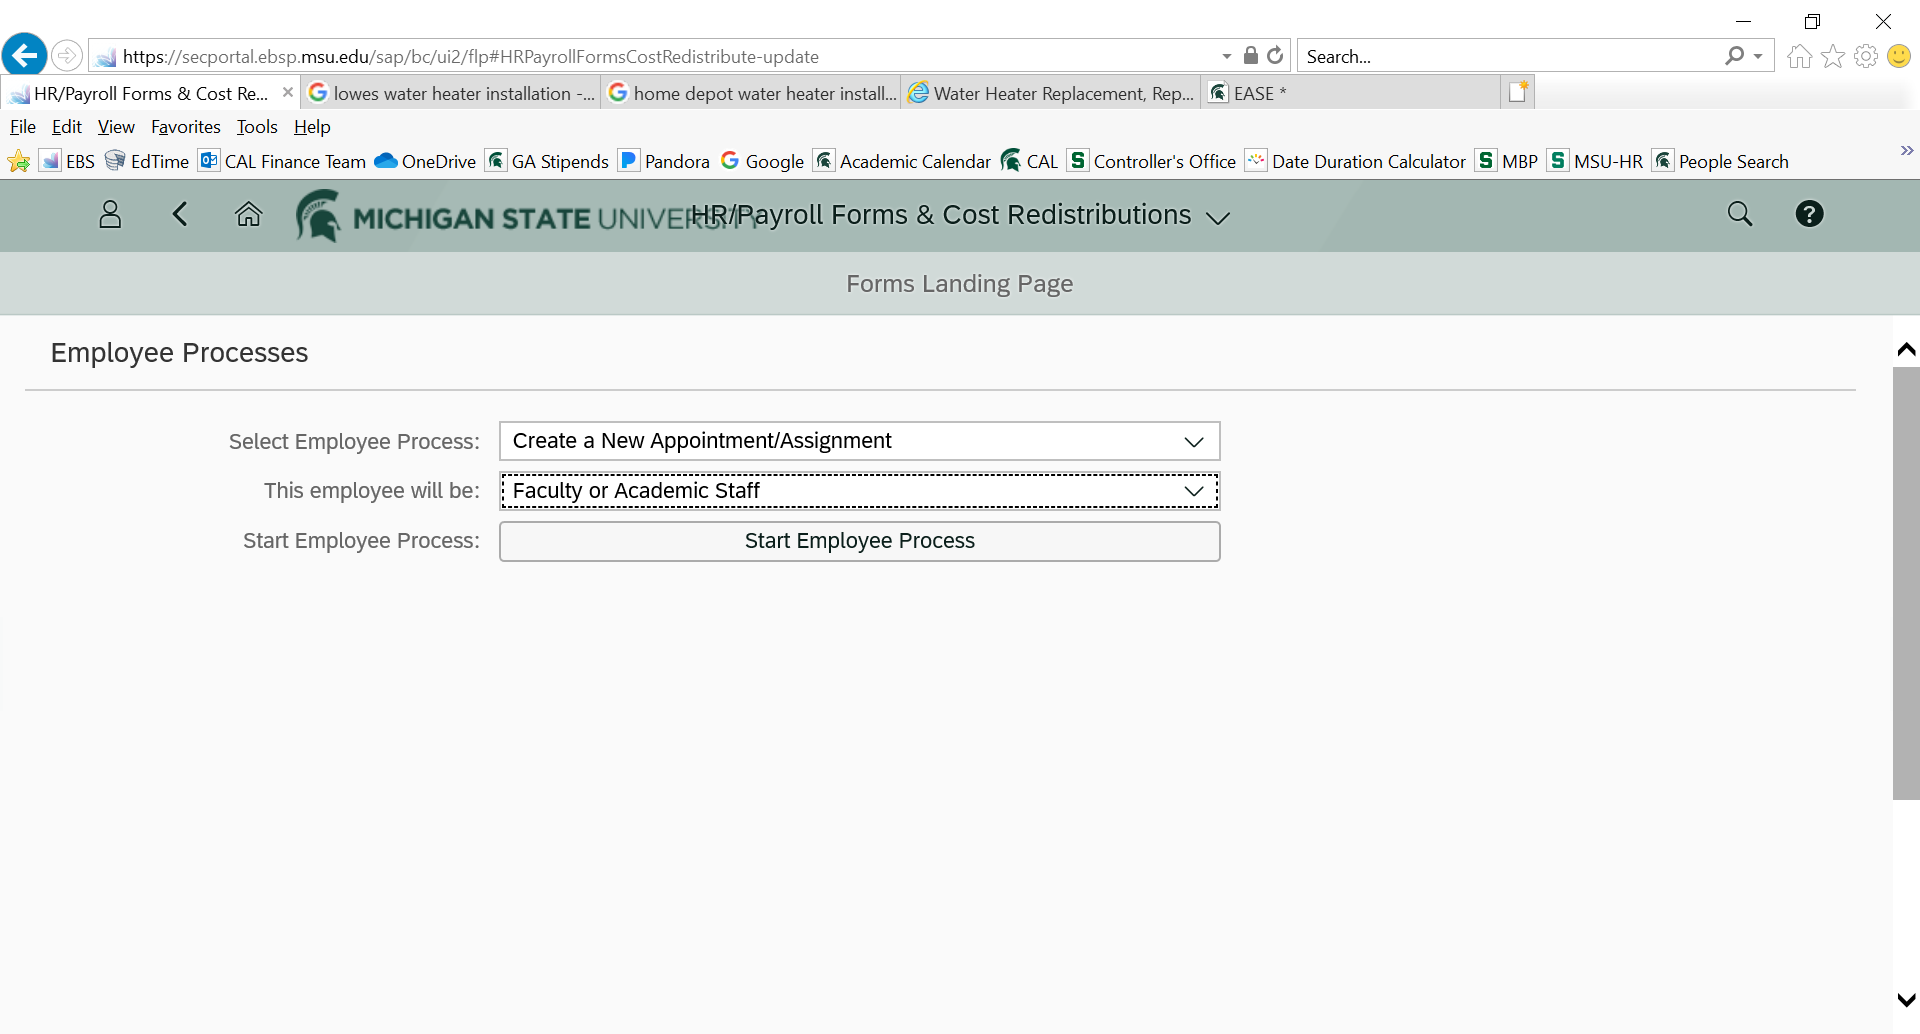 https://secportal.ebsp.msu.edu/sap/bc/ui2/flp#HRPayrollFormsCostRedistribute-update
Search...
HR/Payroll Forms & Cost Re...
lowes water heater installation -...
home depot water heater install...
Water Heater Replacement, Rep...
EASE *
File Edit View Favorites Tools Help
EBS EdTime CAL Finance Team OneDrive GA Stipends Pandora Google Academic Calendar CAL Controller's Office Date Duration Calculator MBP MSU-HR People Search
MICHIGAN STATE UNIVERSITY
HR/Payroll Forms & Cost Redistributions
Forms Landing Page
Employee Processes
Select Employee Process: Create a New Appointment/Assignment
This employee will be: Faculty or Academic Staff
Start Employee Process: Start Employee Process